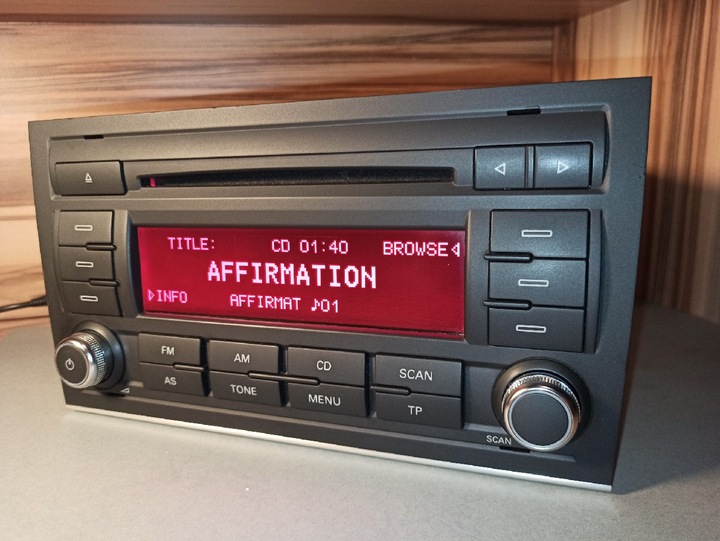 TITLE: CD 01:40 BROWSE
AFFIRMATION
INFO AFFIRMAT ♪01
FM AM CD SCAN
AS TONE MENU TP
SCAN